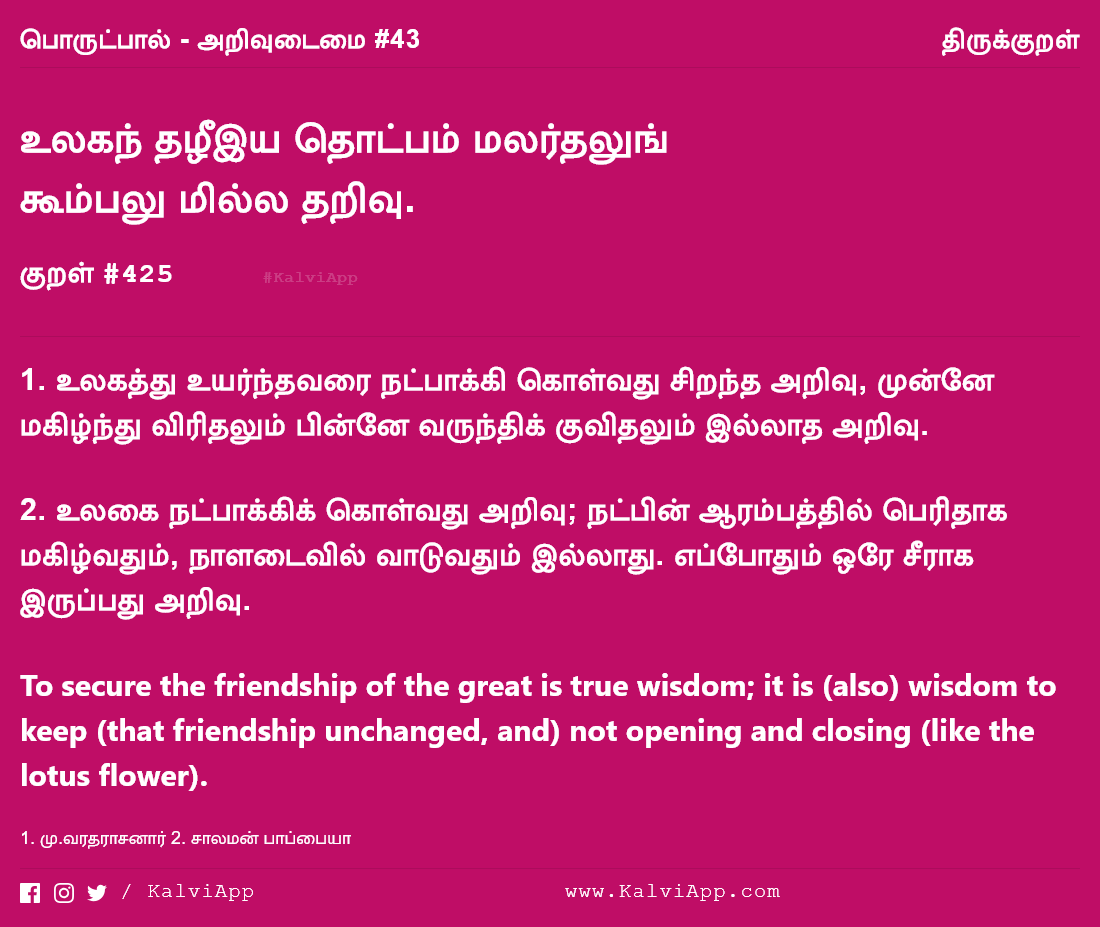 பொருட்பால் - அறிவுடைமை #43
திருக்குறள்
உலகந் தழீஇய தொட்பம் மலர்தலுங்
கூம்பலு மில்ல தறிவு.
குறள் #425
#KalviApp
1. உலகத்து உயர்ந்தவரை நட்பாக்கி கொள்வது சிறந்த அறிவு, முன்னே
மகிழ்ந்து விரிதலும் பின்னே வருந்திக் குவிதலும் இல்லாத அறிவு.
2. உலகை நட்பாக்கிக் கொள்வது அறிவு; நட்பின் ஆரம்பத்தில் பெரிதாக
மகிழ்வதும், நாளடைவில் வாடுவதும் இல்லாது. எப்போதும் ஒரே சீராக
இருப்பது அறிவு.
To secure the friendship of the great is true wisdom; it is (also) wisdom to
keep (that friendship unchanged, and) not opening and closing (like the
lotus flower).
1. மு.வரதராசனார் 2. சாலமன் பாப்பையா
/ KalviApp
www.KalviApp.com